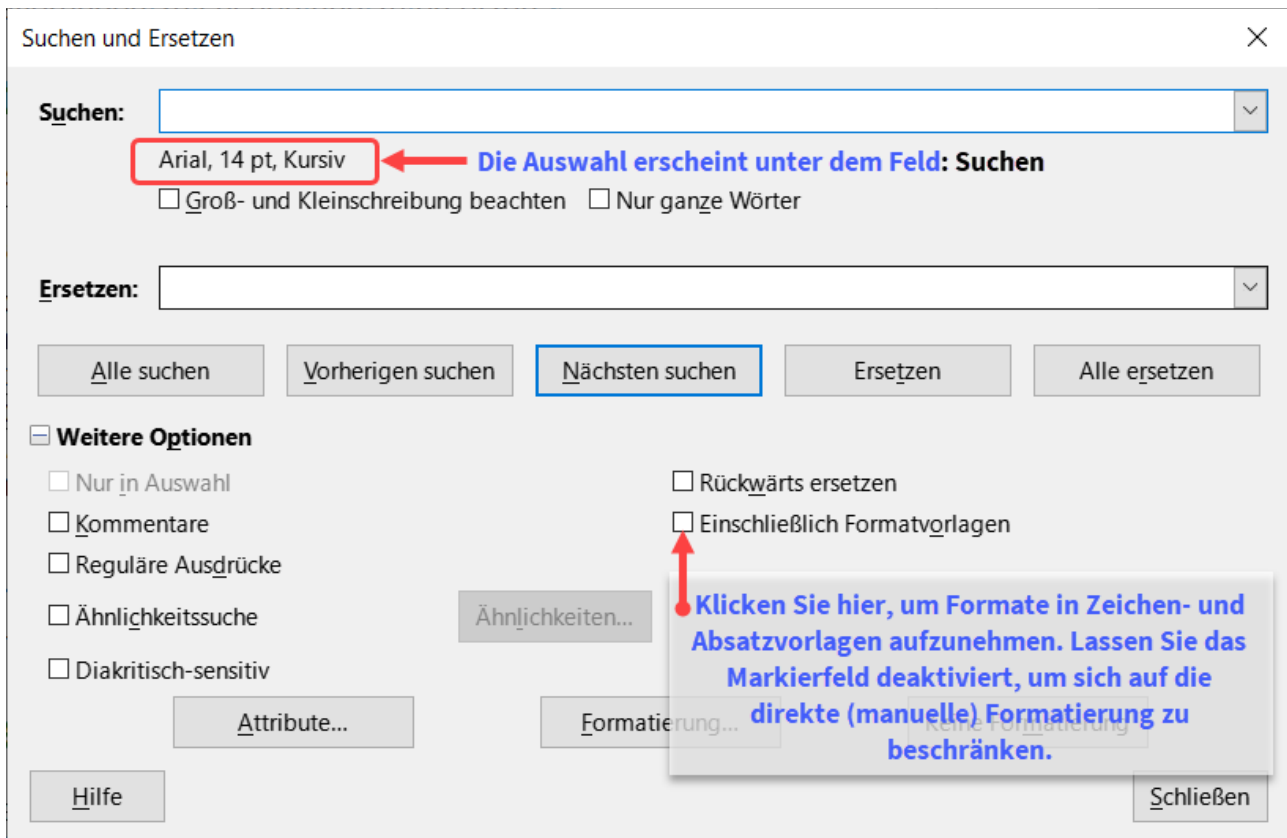 Suchen und Ersetzen
Suchen:
Arial, 14 pt, Kursiv
Die Auswahl erscheint unter dem Feld: Suchen
Groß- und Kleinschreibung beachten
Nur ganze Wörter
Ersetzen:
Alle suchen
Vorherigen suchen
Nächsten suchen
Ersetzen
Alle ersetzen
Weitere Optionen
Nur in Auswahl
Rückwärts ersetzen
Kommentare
Einschließlich Formatvorlagen
Reguläre Ausdrücke
Ähnlichkeitssuche
Ähnlichkeiten...
Diakritisch-sensitiv
Klicken Sie hier, um Formate in Zeichen- und
Absatzvorlagen aufzunehmen. Lassen Sie das
Markierfeld deaktiviert, um sich auf die
direkte (manuelle) Formatierung zu
beschränken.
Attribute...
Formatierung...
Keine Formatierung
Hilfe
Schließen